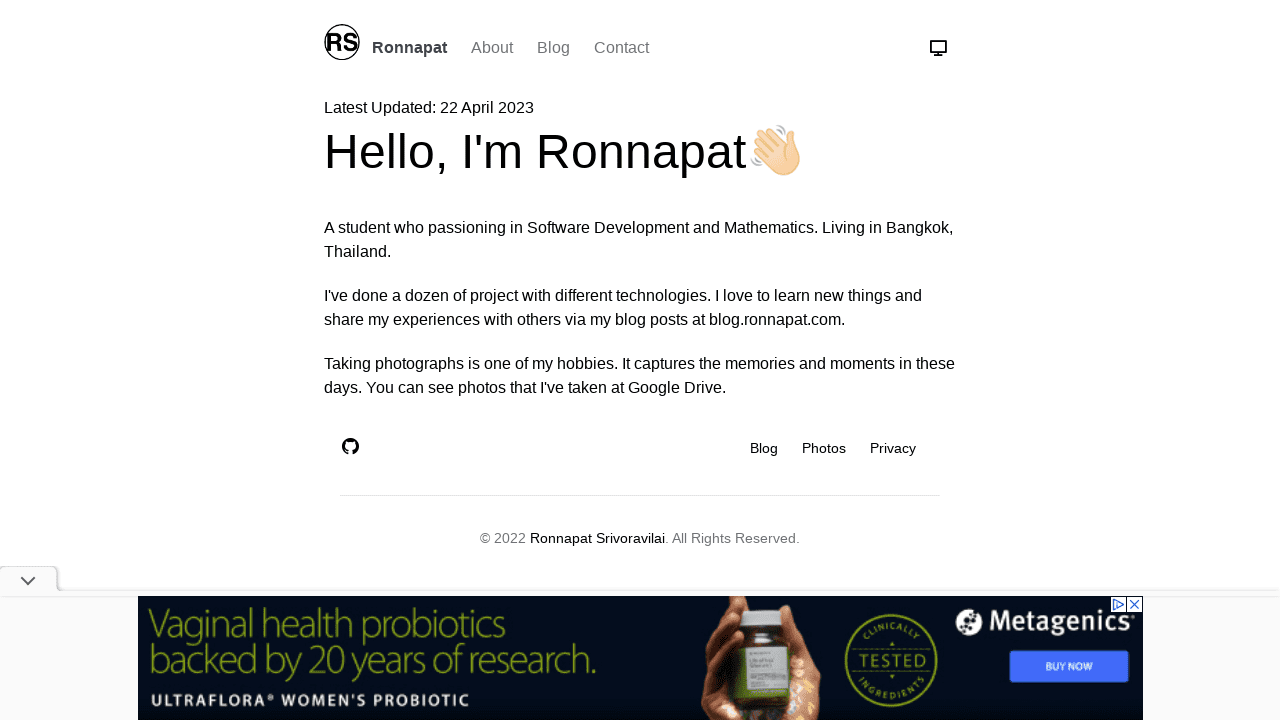 RS Ronnapat About Blog Contact
Latest Updated: 22 April 2023
Hello, I'm Ronnapat👋🏻
A student who passioning in Software Development and Mathematics. Living in Bangkok,
Thailand.
I've done a dozen of project with different technologies. I love to learn new things and
share my experiences with others via my blog posts at blog.ronnapat.com.
Taking photographs is one of my hobbies. It captures the memories and moments in these
days. You can see photos that I've taken at Google Drive.
Blog Photos Privacy
© 2022 Ronnapat Srivoravilai. All Rights Reserved.
Vaginal health probiotics
backed by 20 years of research.
ULTRAFLORA® WOMEN'S PROBIOTIC
CLINICALLY
TESTED
INGREDIENTS
Metagenics
BUY NOW